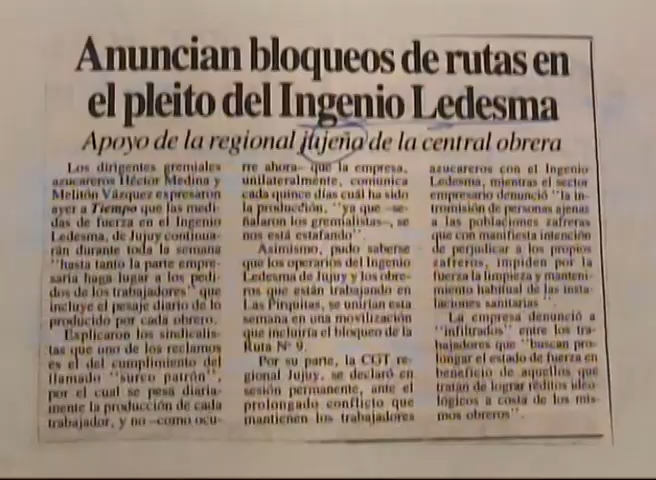 Anuncian bloqueos de rutas en
el pleito del Ingenio Ledesma
Apoyo de la regional jujeña de la central obrera
Los dirigentes gremiales
azucareros Héctor Medina y
Melitón Vázquez expresaron
ayer a Tiempo que las medi-
das de fuerza en el Ingenio
Ledesma, de Jujuy continua-
rán durante toda la semana
"hasta tanto la parte empre-
saria haga lugar a los pedi-
dos de los trabajadores" que
incluye el pesaje diario de lo
producido por cada obrero.
Explicaron los sindicalis-
tas que uno de los reclamos
es el del cumplimiento del
llamado "surco patrón",
por el cual se pesa diaria-
mente la producción de cada
trabajador, y no –como ocu-
rre ahora– que la empresa,
unilateralmente, comunica
cada quince días cuál ha sido
la producción, "ya que –se-
ñalaron los gremialistas–, se
nos está estafando".
Asimismo, pudo saberse
que los operarios del Ingenio
Ledesma de Jujuy y los obre-
ros que están trabajando en
Las Pirquitas, se unirían esta
semana en una movilización
que incluiría el bloqueo de la
Ruta Nº 9.
Por su parte, la CGT re-
gional Jujuy, se declaró en
sesión permanente, ante el
prolongado conflicto que
mantienen los trabajadores
azucareros con el Ingenio
Ledesma, mientras el sector
empresario denunció "la in-
tromisión de personas ajenas
a las poblaciones zafreras
que con manifiesta intención
de perjudicar a los propios
zafreros, impiden por la
fuerza la limpieza y manteni-
miento habitual de las insta-
laciones sanitarias".
La empresa denunció a
"infiltrados" entre los tra-
bajadores que "buscan pro-
longar el estado de fuerza en
beneficio de aquellos que
tratan de lograr réditos ideo-
lógicos a costa de los mis-
mos obreros".